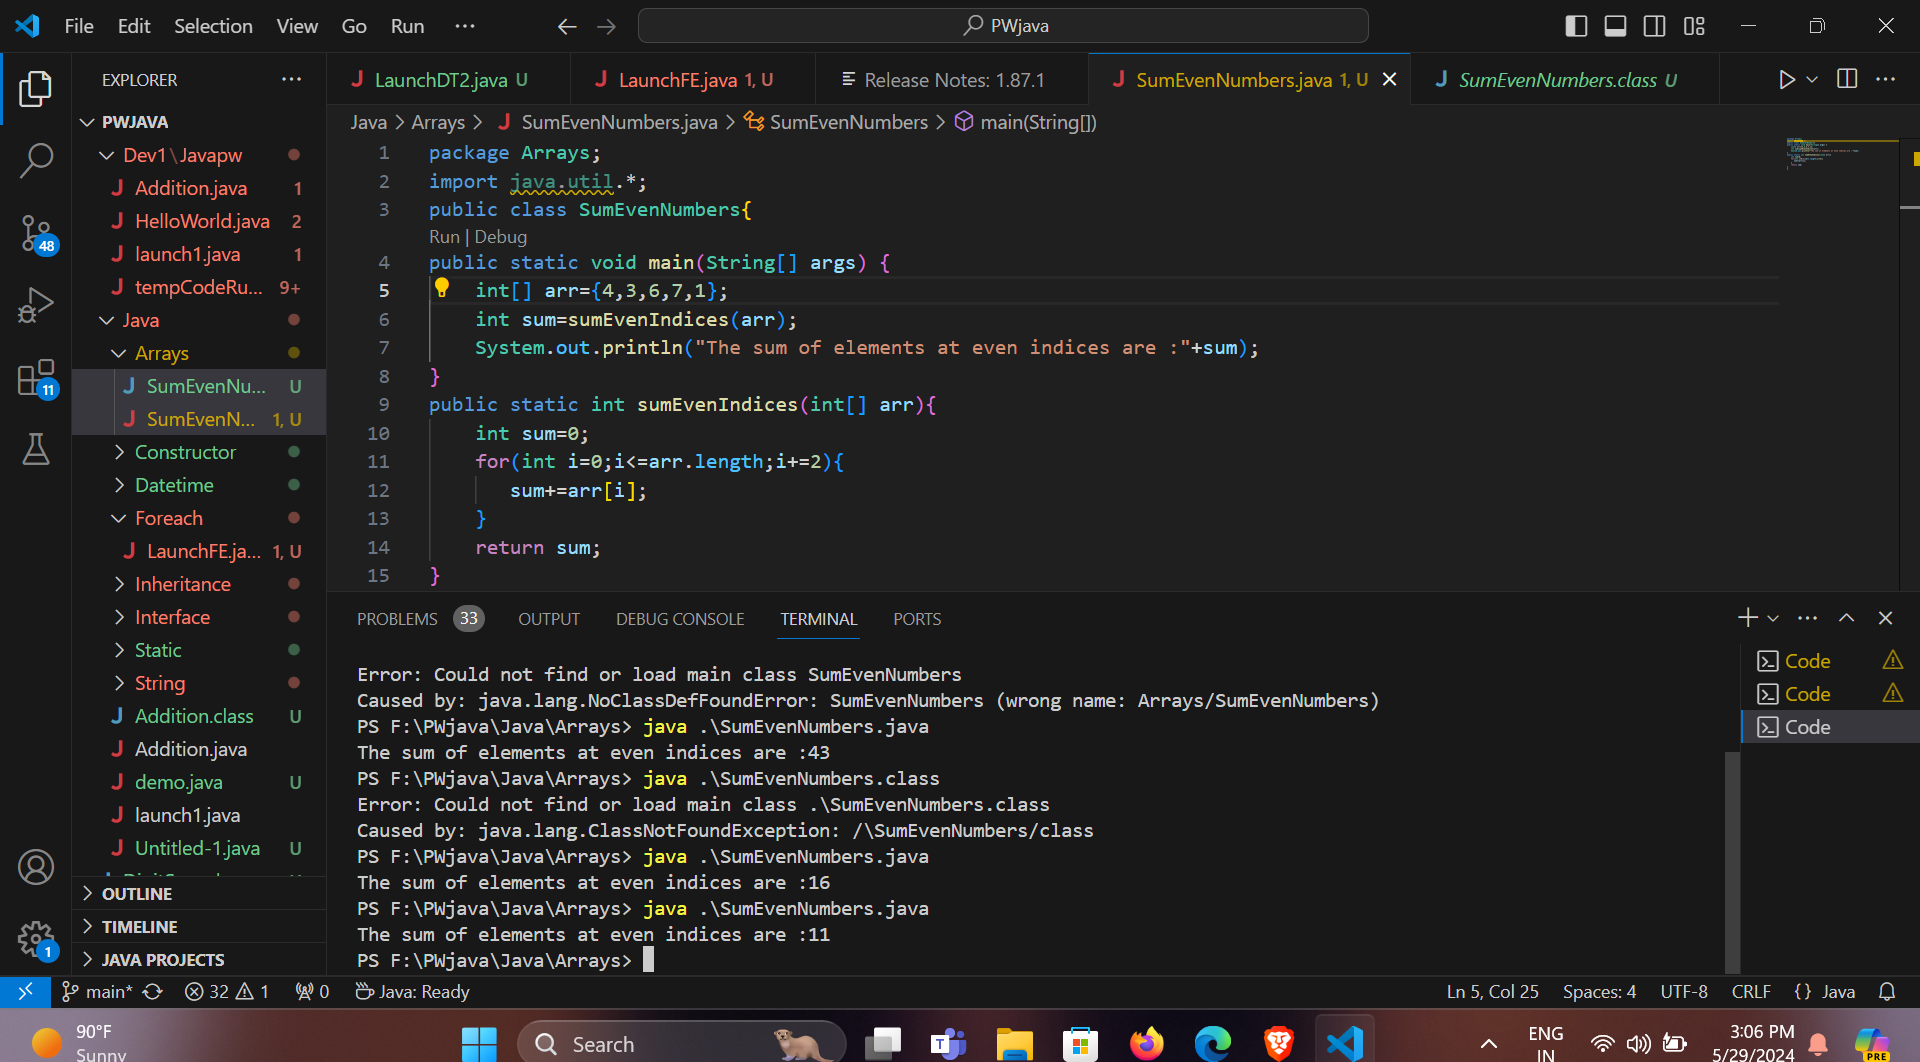 File Edit Selection View Go Run ···
PWjava
EXPLORER
PWJAVA
Dev1\Javapw
Addition.java 1
HelloWorld.java 2
launch1.java 1
tempCodeRu... 9+
Java
Arrays
SumEvenNu... U
SumEvenN... 1, U
Constructor
Datetime
Foreach
LaunchFE.ja... 1, U
Inheritance
Interface
Static
String
Addition.class U
Addition.java
demo.java U
launch1.java
Untitled-1.java U
OUTLINE
TIMELINE
JAVA PROJECTS
48
11
1
LaunchDT2.java U
LaunchFE.java 1, U
Release Notes: 1.87.1
SumEvenNumbers.java 1, U
SumEvenNumbers.class U
Java > Arrays > SumEvenNumbers.java > SumEvenNumbers > main(String[])
1 package Arrays;
2 import java.util.*;
3 public class SumEvenNumbers{
Run | Debug
4 public static void main(String[] args) {
5 int[] arr={4,3,6,7,1};
6 int sum=sumEvenIndices(arr);
7 System.out.println("The sum of elements at even indices are :"+sum);
8 }
9 public static int sumEvenIndices(int[] arr){
10 int sum=0;
11 for(int i=0;i<=arr.length;i+=2){
12 sum+=arr[i];
13 }
14 return sum;
15 }
PROBLEMS 33 OUTPUT DEBUG CONSOLE TERMINAL PORTS
Error: Could not find or load main class SumEvenNumbers
Caused by: java.lang.NoClassDefFoundError: SumEvenNumbers (wrong name: Arrays/SumEvenNumbers)
PS F:\PWjava\Java\Arrays> java .\SumEvenNumbers.java
The sum of elements at even indices are :43
PS F:\PWjava\Java\Arrays> java .\SumEvenNumbers.class
Error: Could not find or load main class .\SumEvenNumbers.class
Caused by: java.lang.ClassNotFoundException: /\SumEvenNumbers/class
PS F:\PWjava\Java\Arrays> java .\SumEvenNumbers.java
The sum of elements at even indices are :16
PS F:\PWjava\Java\Arrays> java .\SumEvenNumbers.java
The sum of elements at even indices are :11
PS F:\PWjava\Java\Arrays>
Code
Code
Code
main* 32 1 0 Java: Ready
Ln 5, Col 25 Spaces: 4 UTF-8 CRLF {} Java
90°F
Sunny
Search
ENG
IN
3:06 PM
5/29/2024
PRE